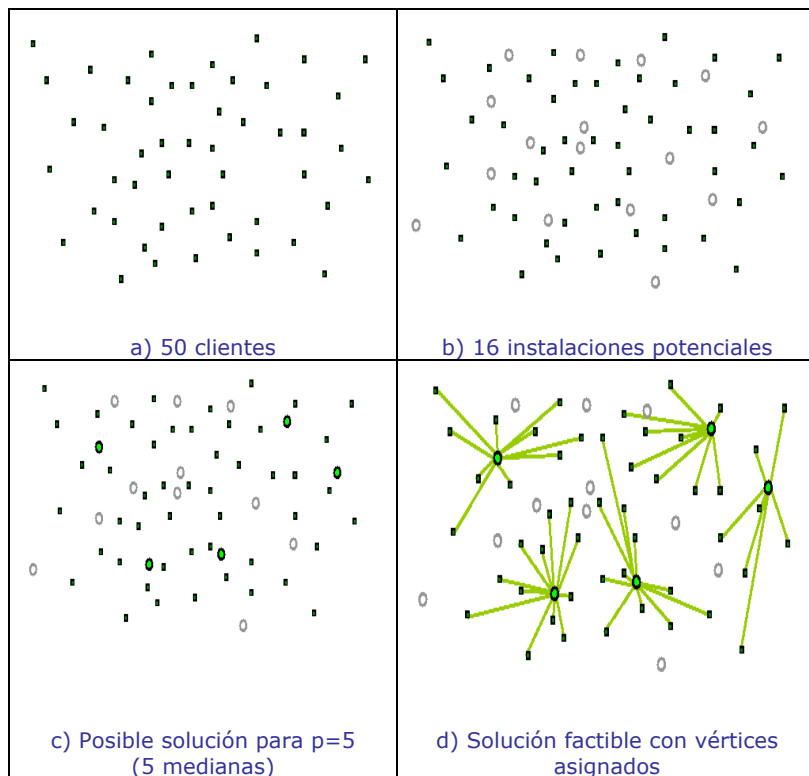 a) 50 clientes
b) 16 instalaciones potenciales
c) Posible solución para p=5
(5 medianas)
d) Solución factible con vértices
asignados